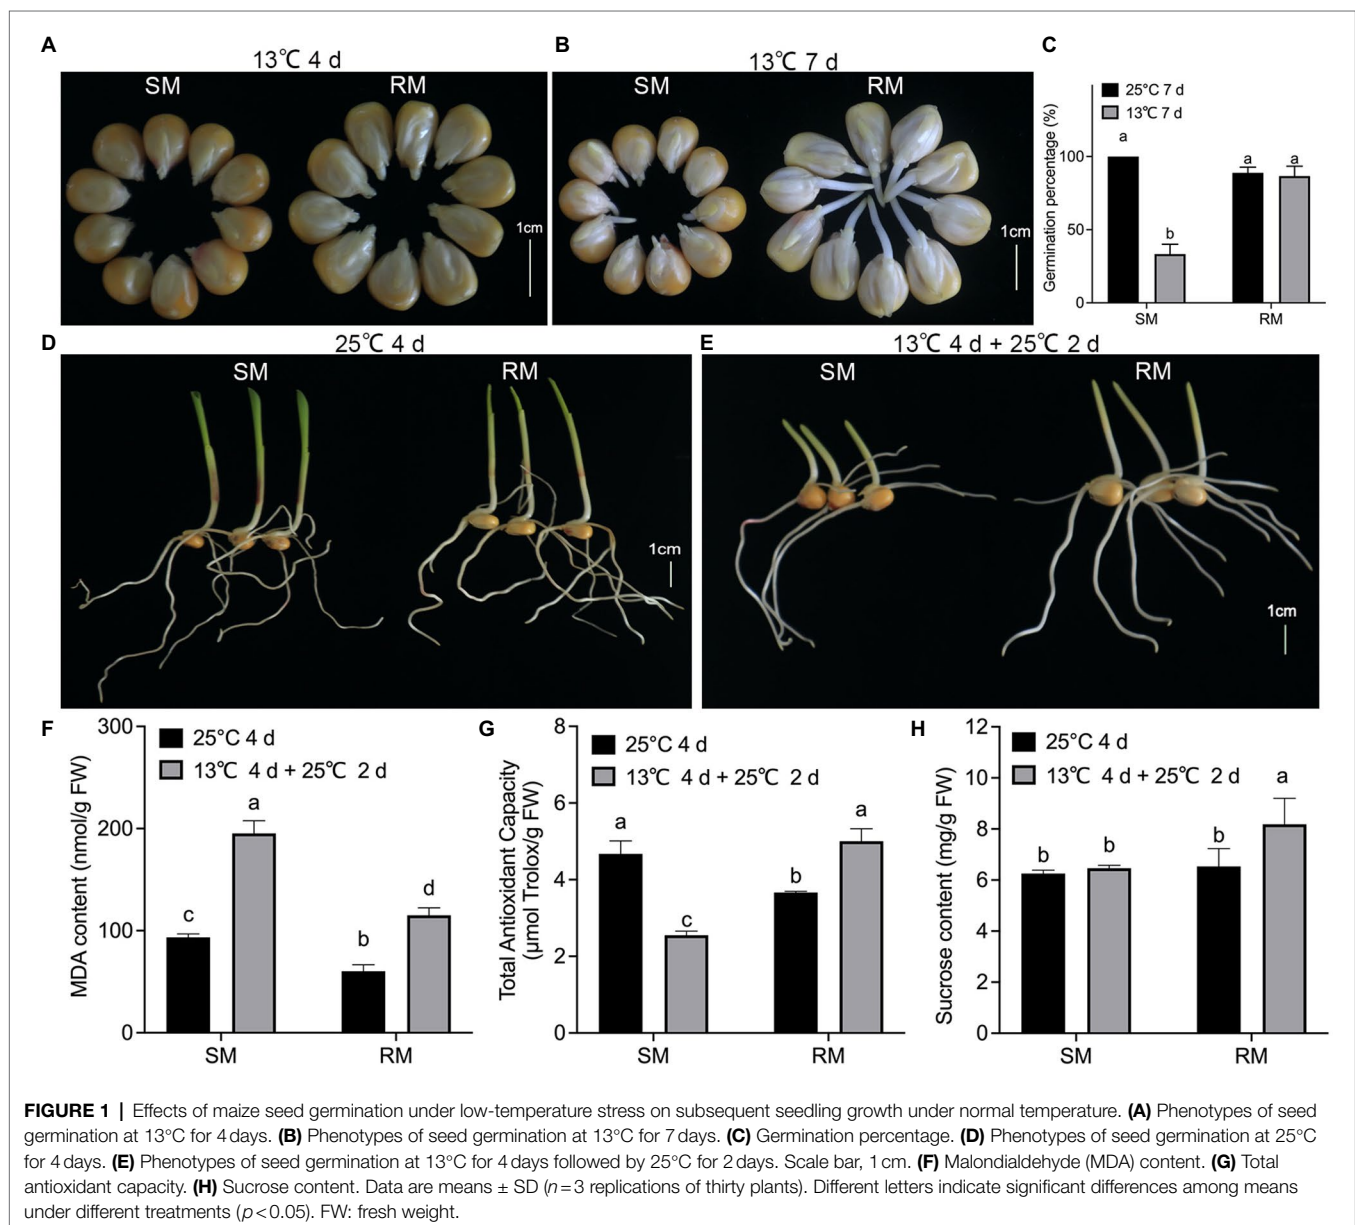 A
13℃ 4 d
SM
RM
1cm
B
13℃ 7 d
SM
RM
1cm
C
25°C 7 d
13℃ 7 d
Germination percentage (%)
100
50
0
a
b
a
a
SM
RM
D
25℃ 4 d
SM
RM
1cm
E
13℃ 4 d + 25℃ 2 d
SM
RM
1cm
F
300
200
100
0
MDA content (nmol/g FW)
25°C 4 d
13℃ 4 d + 25℃ 2 d
c
a
b
d
SM
RM
G
8
6
4
2
0
Total Antioxidant Capacity
(μmol Trolox/g FW)
25°C 4 d
13℃ 4 d + 25℃ 2 d
a
c
b
a
SM
RM
H
12
10
8
6
4
2
0
Sucrose content (mg/g FW)
25°C 4 d
13℃ 4 d + 25℃ 2 d
b
b
b
a
SM
RM
FIGURE 1 | Effects of maize seed germination under low-temperature stress on subsequent seedling growth under normal temperature. (A) Phenotypes of seed
germination at 13°C for 4 days. (B) Phenotypes of seed germination at 13°C for 7 days. (C) Germination percentage. (D) Phenotypes of seed germination at 25°C
for 4 days. (E) Phenotypes of seed germination at 13°C for 4 days followed by 25°C for 2 days. Scale bar, 1 cm. (F) Malondialdehyde (MDA) content. (G) Total
antioxidant capacity. (H) Sucrose content. Data are means ± SD (n = 3 replications of thirty plants). Different letters indicate significant differences among means
under different treatments (p < 0.05). FW: fresh weight.